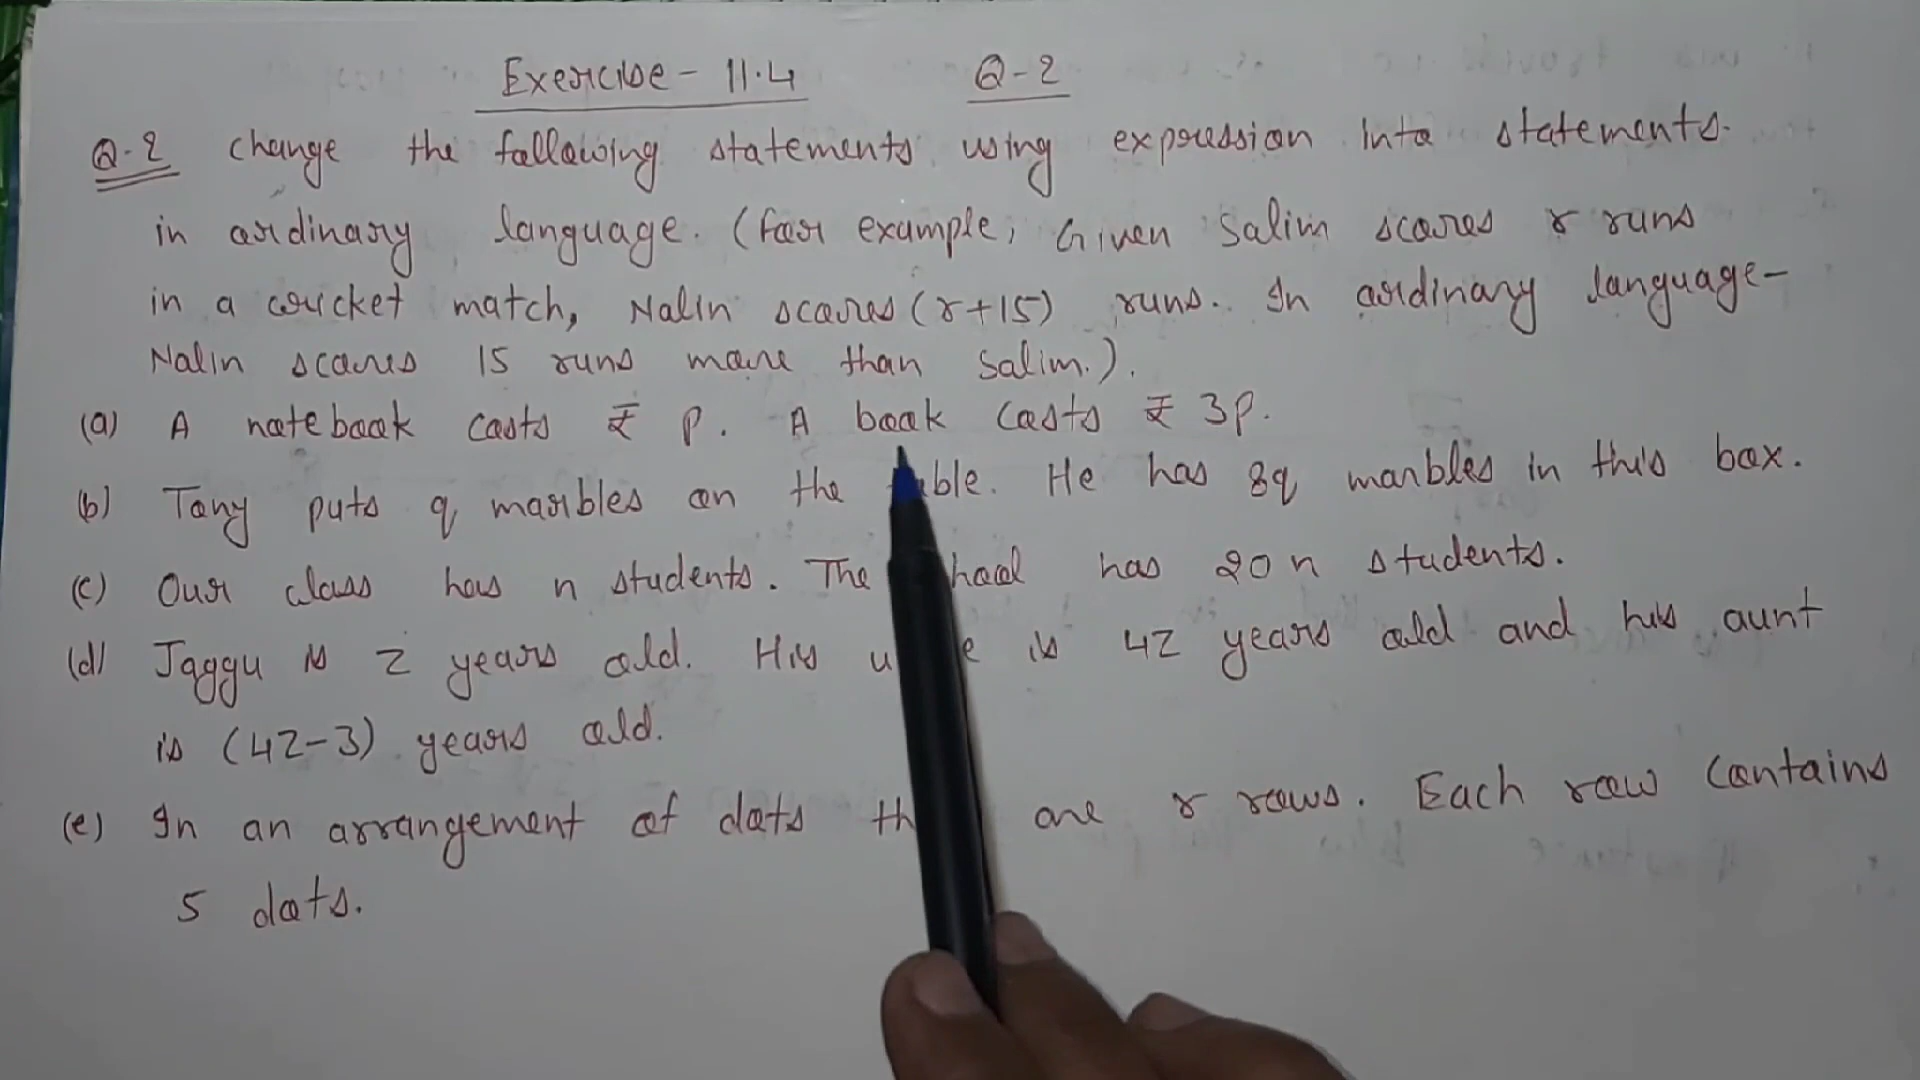 Exercise - 11.4 Q-2
Q-2 change the following statements using expression into statements.
in ordinary language. (for example, Given Salim scores r runs
in a cricket match, Nalin scores (r+15) runs. In ordinary language-
Nalin scores 15 runs more than Salim.).
(a) A notebook costs ₹ p. A book costs ₹ 3p.
(b) Tony puts q marbles on the He has 8q marbles in this box.
(c) Our class has n students. The has 20n students.
(d) Jaggu is z years old. His is 4z years old and his aunt
is (4z-3) years old.
(e) In an arrangement of dots are r rows. Each row contains
5 dots.